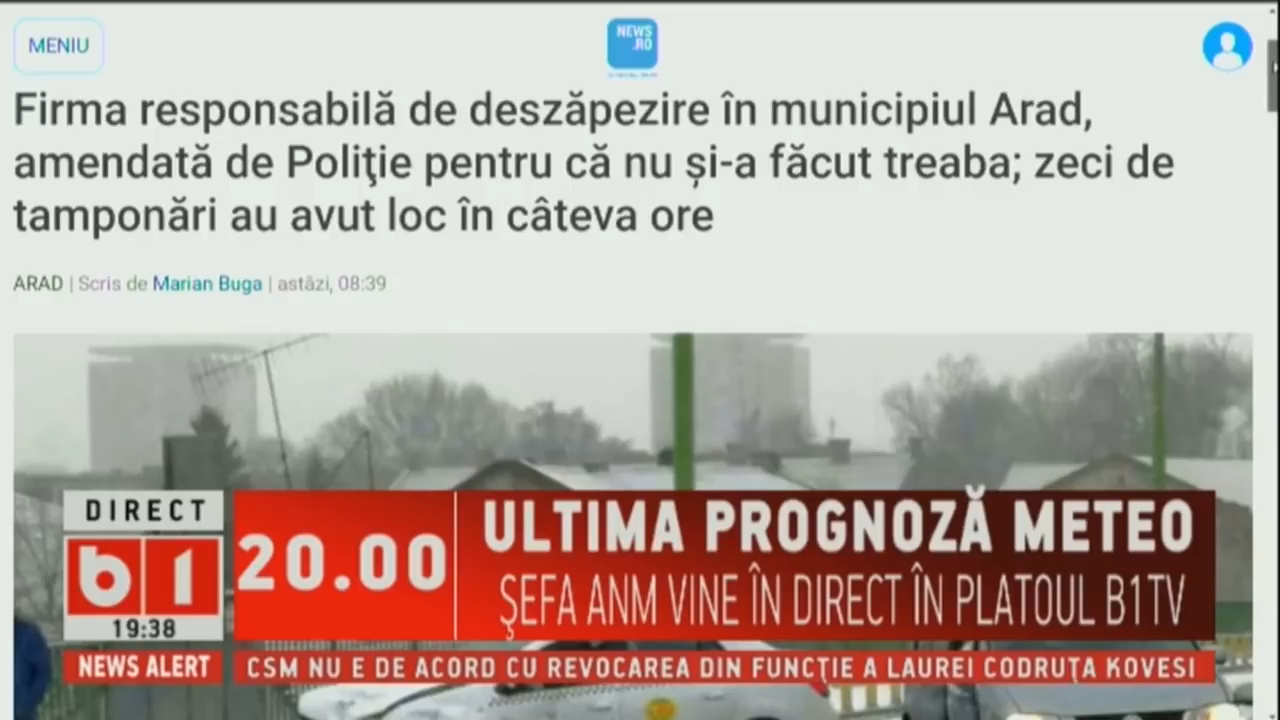 MENIU
NEWS
.RO
Firma responsabilă de deszăpezire în municipiul Arad,
amendată de Poliţie pentru că nu și-a făcut treaba; zeci de
tamponări au avut loc în câteva ore
ARAD | Scris de Marian Buga | astăzi, 08:39
DIRECT
b1
19:38
20.00
ULTIMA PROGNOZĂ METEO
ŞEFA ANM VINE ÎN DIRECT ÎN PLATOUL B1TV
NEWS ALERT
CSM NU E DE ACORD CU REVOCAREA DIN FUNCŢIE A LAUREI CODRUŢA KOVESI